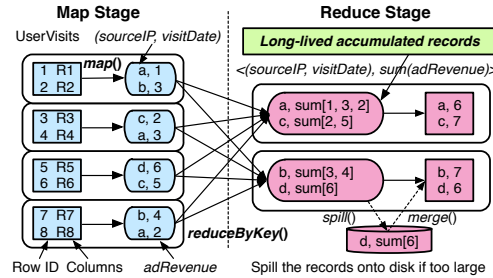 Map Stage
Reduce Stage
UserVisits
(sourceIP, visitDate)
Long-lived accumulated records
<(sourceIP, visitDate), sum(adRevenue)>
map()
1 R1
2 R2
a, 1
b, 3
3 R3
4 R4
c, 2
a, 3
5 R5
6 R6
d, 6
c, 5
7 R7
8 R8
b, 4
a, 2
reduceByKey()
Row ID
Columns
adRevenue
a, sum[1, 3, 2]
c, sum[2, 5]
a, 6
c, 7
b, sum[3, 4]
d, sum[6]
b, 7
d, 6
spill()
merge()
d, sum[6]
Spill the records onto disk if too large